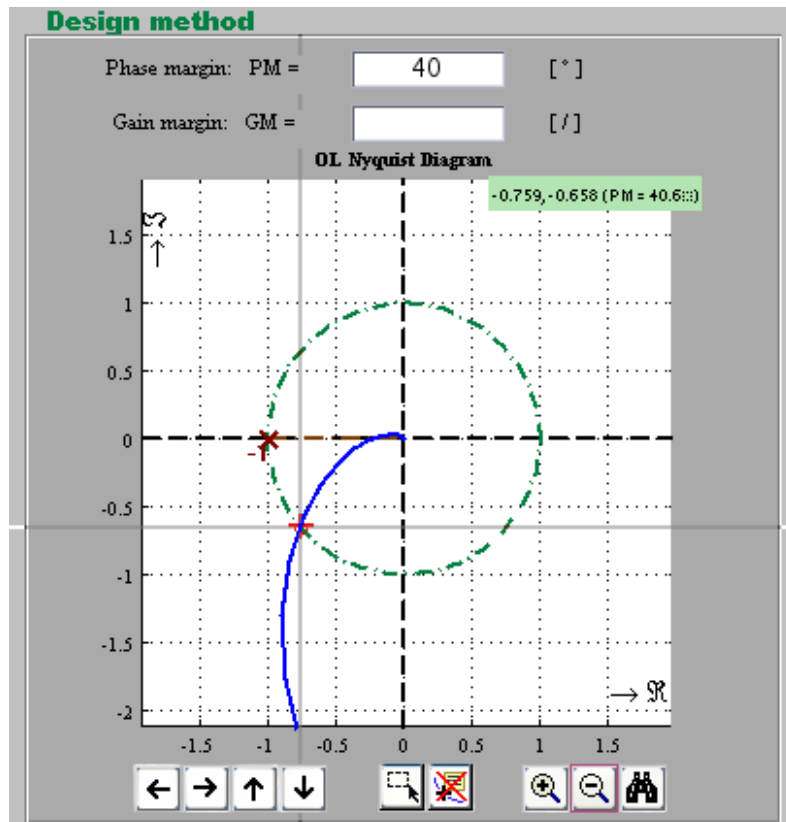 Design method
Phase margin: PM = 40 [°]
Gain margin: GM = [/]
OL Nyquist Diagram
-0.759,-0.658 (PM = 40.6
ℑ
1.5
1
0.5
0
-1
-0.5
-1
-1.5
-2
→ ℜ
-1.5 -1 -0.5 0 0.5 1 1.5